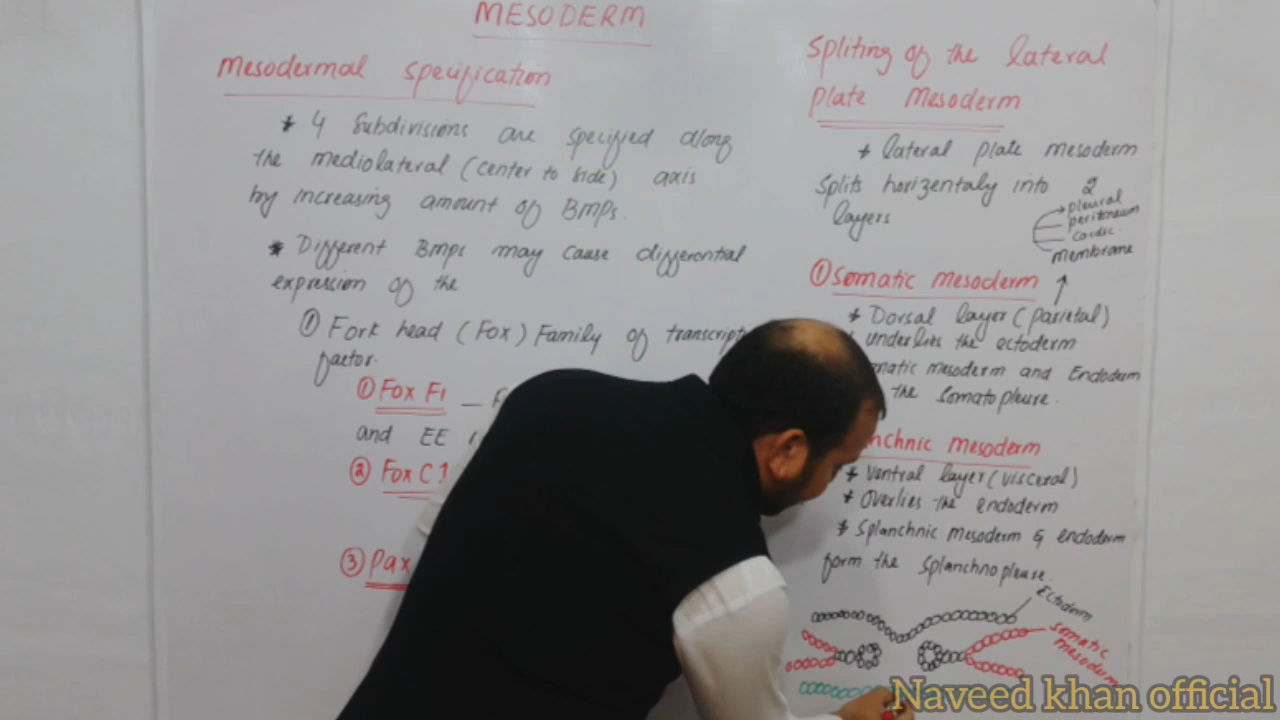 MESODERM
Mesodermal specification
* 4 Subdivisions are specified along
the mediolateral (center to side) axis
by increasing amount of BMPs.
* Different BMPs may cause differential
expression of the
① Fork head (Fox) Family of transcript
factor.
① Fox F1 — F
and EE
② Fox C1
③ Pax
Spliting of the lateral
plate Mesoderm
* lateral plate mesoderm
splits horizentaly into 2
layers
pleural
peritoneum
cardic.
membrane
① Somatic Mesoderm
* Dorsal layer (parietal)
underlies the ectoderm
matic mesoderm and Endoderm
the Somatopleure.
nchnic Mesoderm
* Ventral layer (visceral)
* Overlies the endoderm
* Splanchnic mesoderm & endoderm
form the Splanchnopleure.
Ectoderm
Somatic
mesoderm
Naveed khan official